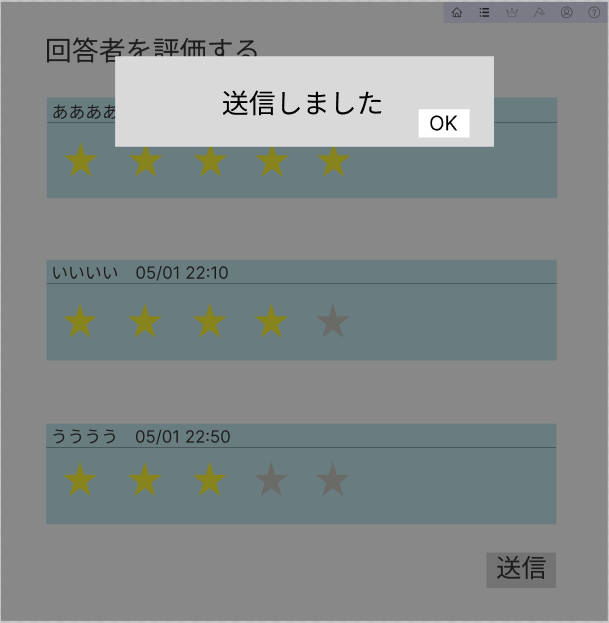 回答者を評価する
送信しました
OK
ああああ
いいいい 05/01 22:10
うううう 05/01 22:50
送信